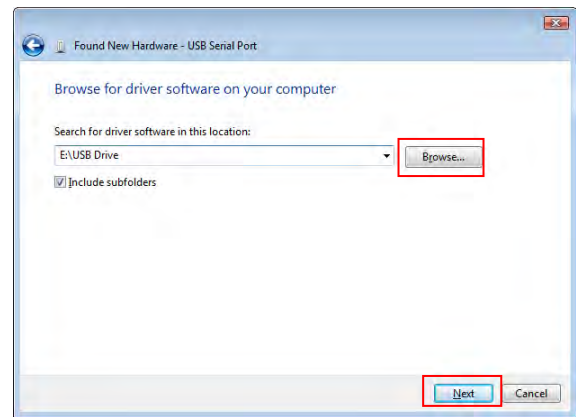 Found New Hardware - USB Serial Port
Browse for driver software on your computer
Search for driver software in this location:
E:\USB Drive
Browse...
Include subfolders
Next
Cancel